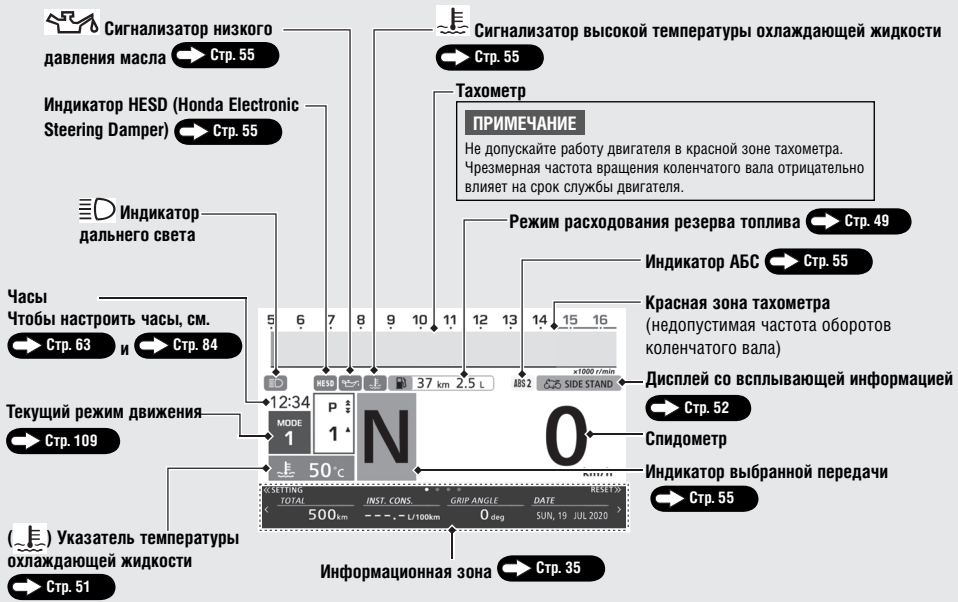 Сигнализатор низкого
давления масла Стр. 55
Сигнализатор высокой температуры охлаждающей жидкости
Стр. 55
Индикатор HESD (Honda Electronic
Steering Damper) Стр. 55
Тахометр
ПРИМЕЧАНИЕ
Не допускайте работу двигателя в красной зоне тахометра.
Чрезмерная частота вращения коленчатого вала отрицательно
влияет на срок службы двигателя.
Индикатор
дальнего света
Режим расходования резерва топлива Стр. 49
Индикатор АБС Стр. 55
Часы
Чтобы настроить часы, см.
Стр. 63 и Стр. 84
Красная зона тахометра
(недопустимая частота оборотов
коленчатого вала)
5 6 7 8 9 10 11 12 13 14 15 16
x1000 r/min
HESD 37 km 2.5 L ABS 2 SIDE STAND
Дисплей со всплывающей информацией
Стр. 52
12:34
P
Текущий режим движения
Стр. 109
MODE
1
1
N
0
km/h
50°c
Спидометр
Индикатор выбранной передачи
Стр. 55
«SETTING RESET»
TOTAL INST. CONS. GRIP ANGLE DATE
‹ 500km ---.- L/100km 0 deg SUN, 19 JUL 2020 ›
( ) Указатель температуры
охлаждающей жидкости
Стр. 51
Информационная зона Стр. 35